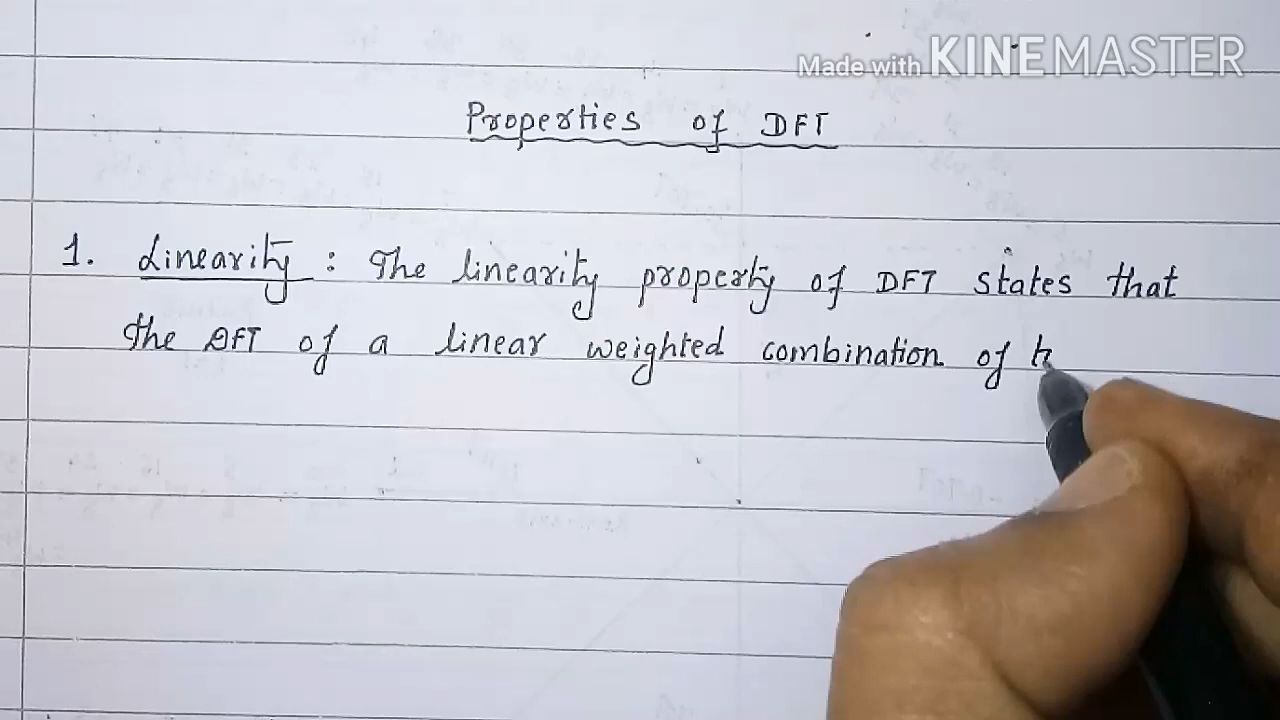 Made with KINEMASTER
Properties of DFT
1. Linearity : The linearity property of DFT states that
the DFT of a linear weighted combination of